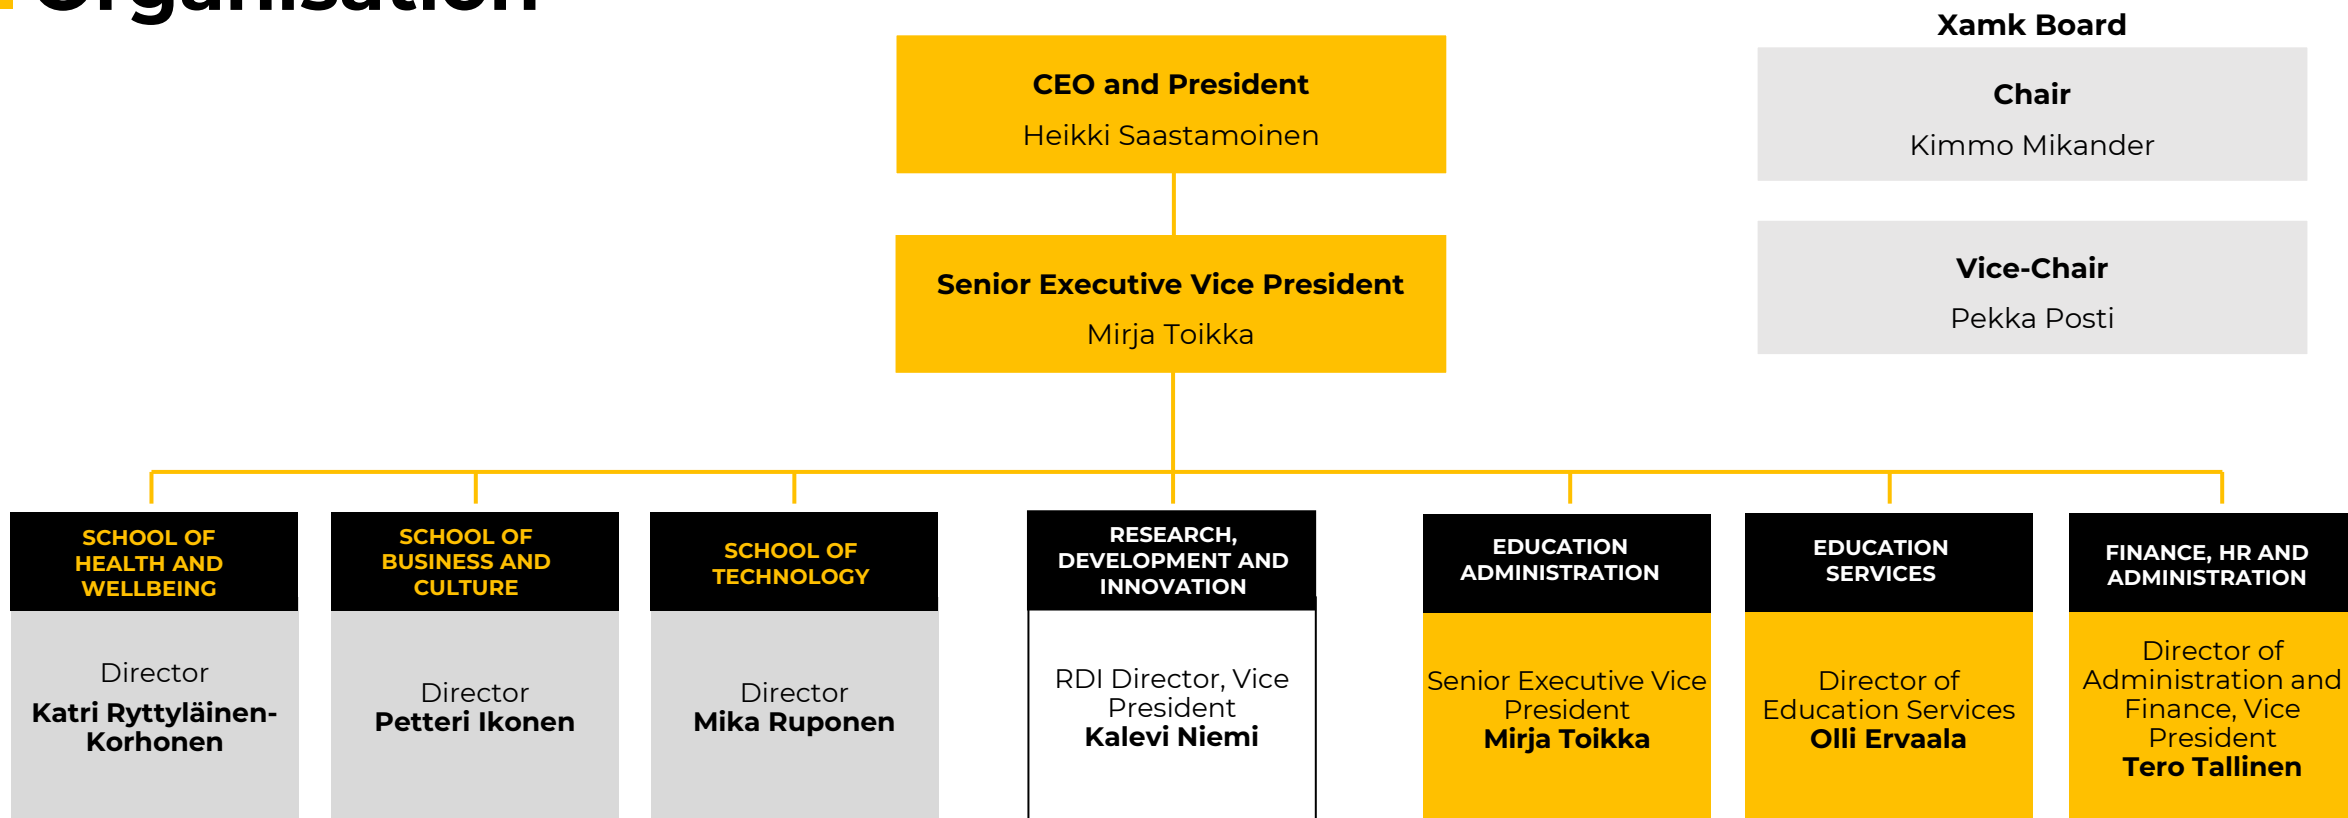 Organisation
Xamk Board
CEO and President
Heikki Saastamoinen
Chair
Kimmo Mikander
Senior Executive Vice President
Mirja Toikka
Vice-Chair
Pekka Posti
SCHOOL OF
HEALTH AND
WELLBEING
Director
Katri Ryttyläinen-
Korhonen
SCHOOL OF
BUSINESS AND
CULTURE
Director
Petteri Ikonen
SCHOOL OF
TECHNOLOGY
Director
Mika Ruponen
RESEARCH,
DEVELOPMENT AND
INNOVATION
RDI Director, Vice
President
Kalevi Niemi
EDUCATION
ADMINISTRATION
Senior Executive Vice
President
Mirja Toikka
EDUCATION
SERVICES
Director of
Education Services
Olli Ervaala
FINANCE, HR AND
ADMINISTRATION
Director of
Administration and
Finance, Vice
President
Tero Tallinen